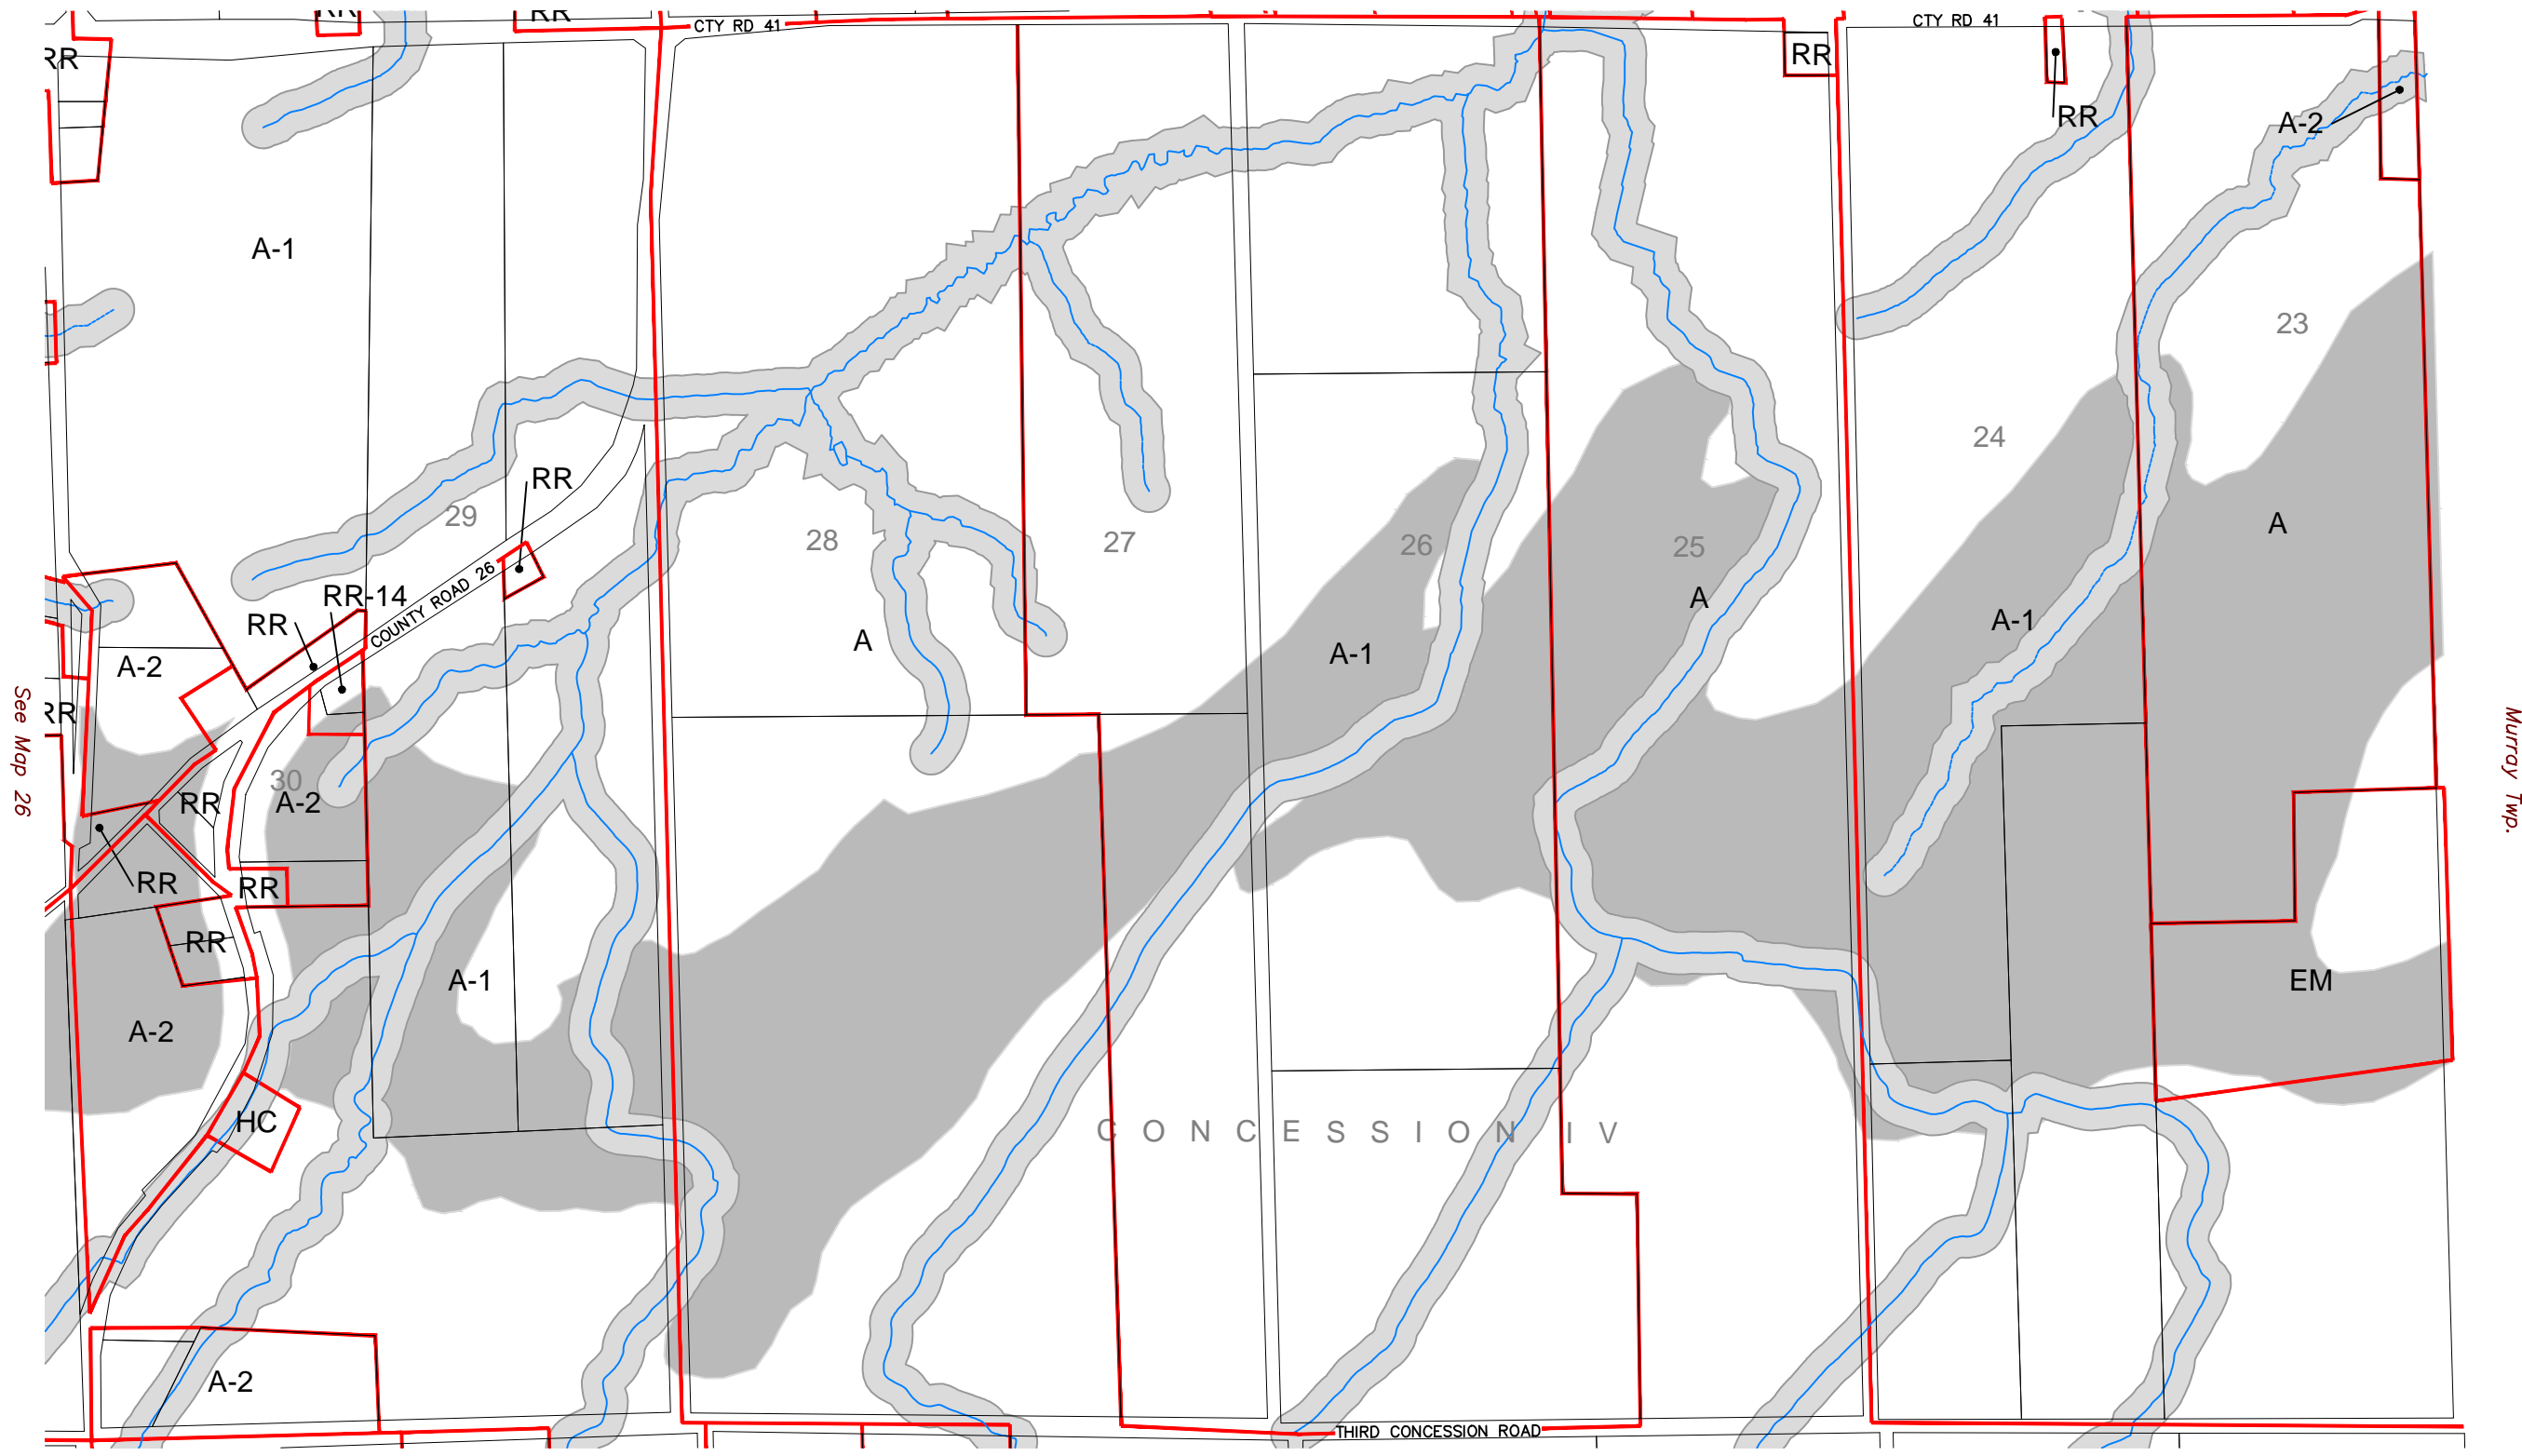 RR
RR
CTY RD 41
CTY RD 41
RR
RR
RR
A-2
A-1
23
24
RR
29
28
27
26
25
A
RR-14
COUNTY ROAD 26
RR
A
A
A-1
A-1
A-2
See Map 26
RR
Murray Twp.
30
RR
A-2
RR
RR
RR
A-1
EM
A-2
HC
CONCESSION IV
A-2
THIRD CONCESSION ROAD